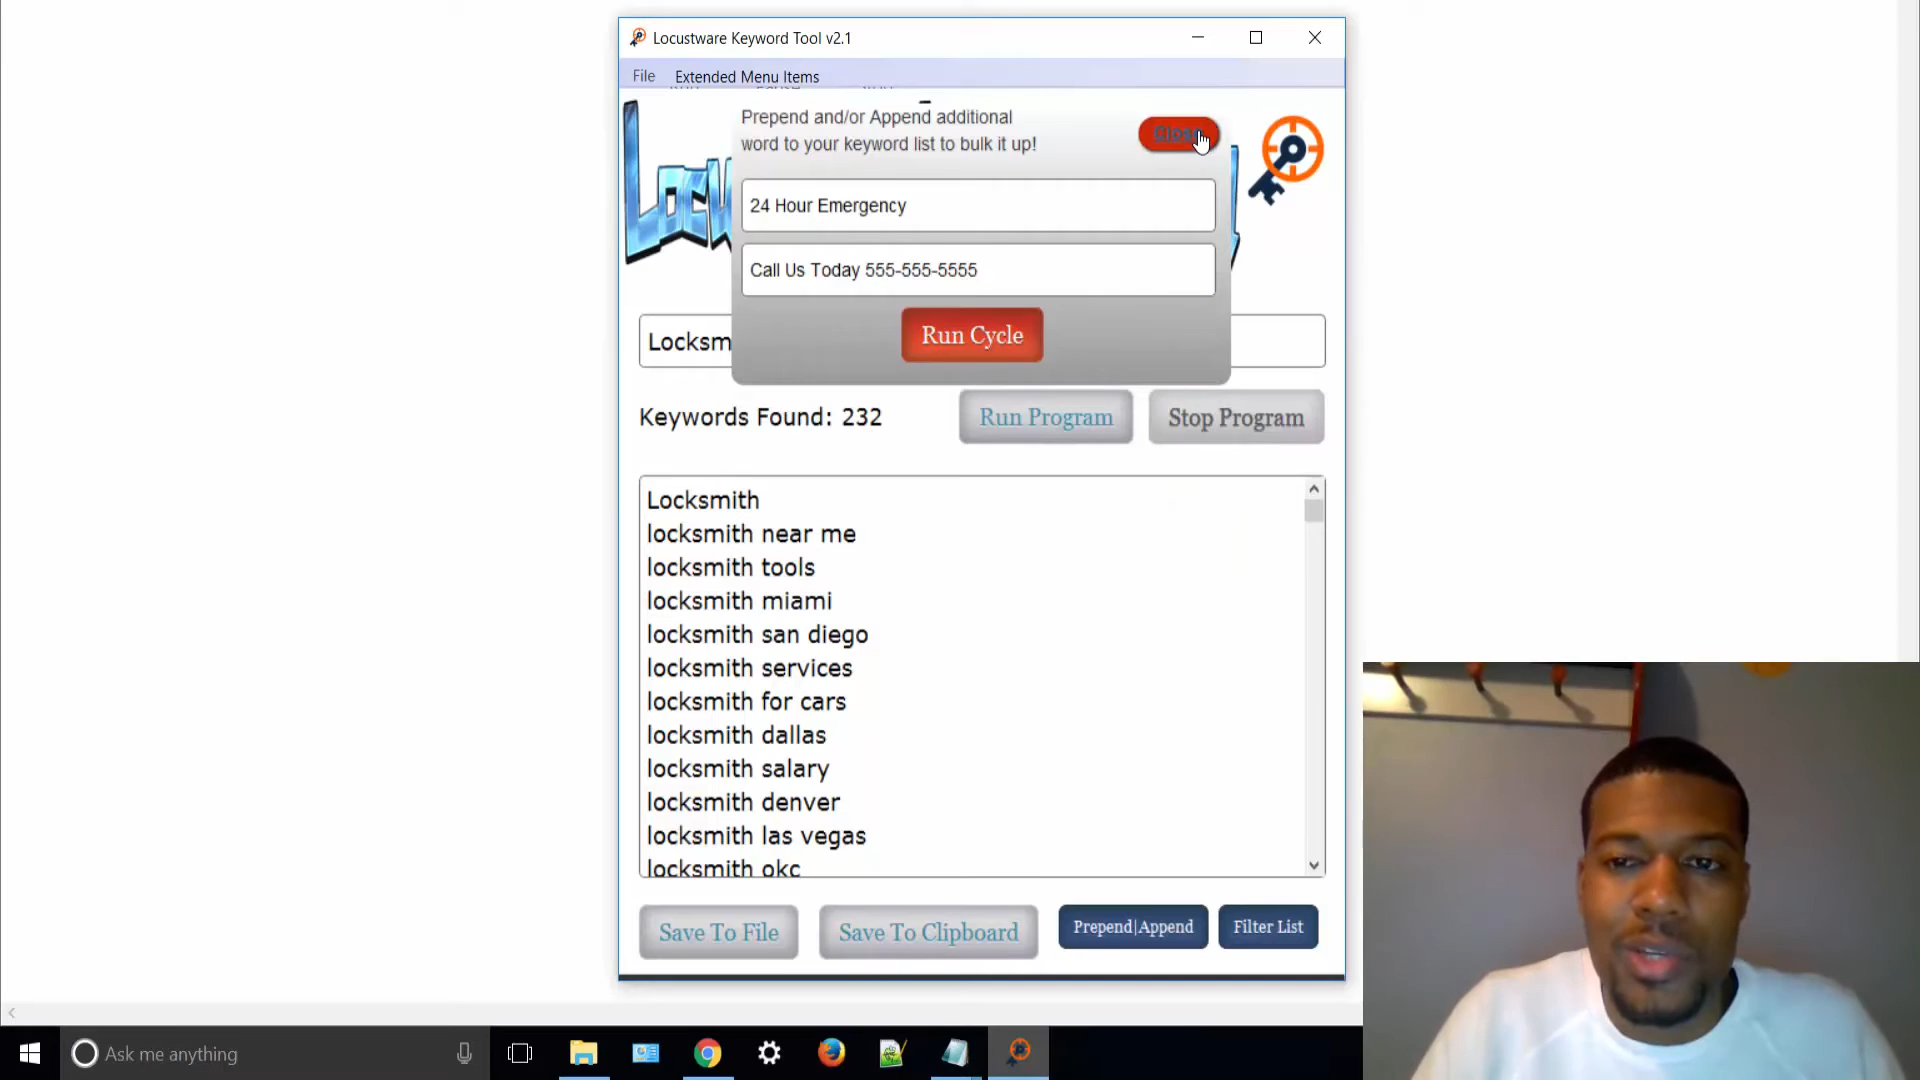 Locustware Keyword Tool v2.1
File Extended Menu Items
Prepend and/or Append additional
word to your keyword list to bulk it up!
Close
24 Hour Emergency
Call Us Today 555-555-5555
Run Cycle
Keywords Found: 232
Run Program
Stop Program
Locksmith
locksmith near me
locksmith tools
locksmith miami
locksmith san diego
locksmith services
locksmith for cars
locksmith dallas
locksmith salary
locksmith denver
locksmith las vegas
locksmith okc
Save To File
Save To Clipboard
Prepend|Append
Filter List
Ask me anything